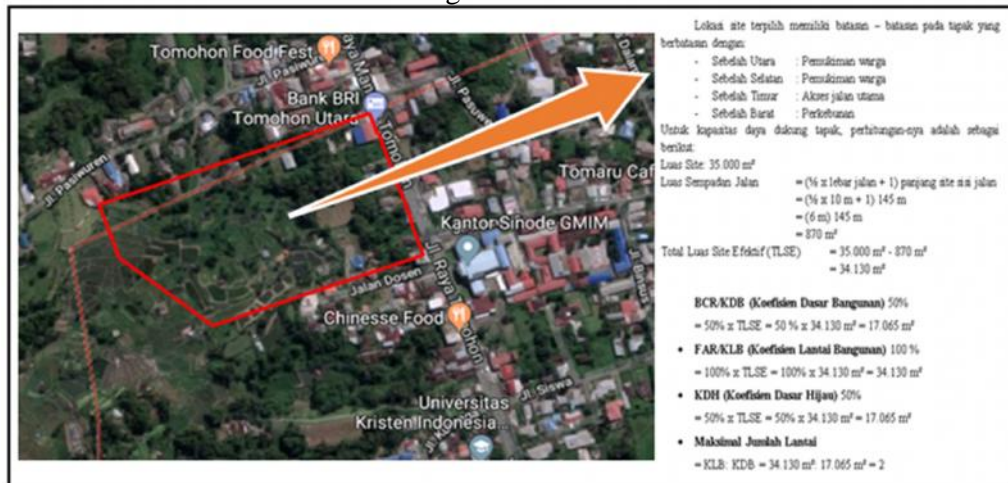 Tomohon Food Fest
Jl. Pasiwuren
Bank BRI
Tomohon Utara
Jl. Pasuwe
Jl. Pasiwuren
Tomaru Caf
Kantor Sinode GMIM
Jalan Dosen
Jl. Raya
Chinesse Food
Jl. Siswa
Universitas
Kristen Indonesia...
Lokasi site terpilih memiliki batasan – batasan pada tapak yang
berbatasan dengan:
- Sebelah Utara : Pemukiman warga
- Sebelah Selatan : Pemukiman warga
- Sebelah Timur : Akses jalan utama
- Sebelah Barat : Perkebunan
Untuk kapasitas daya dukung tapak, perhitungan-nya adalah sebagai
berikut:
Luas Site: 35.000 m²
Luas Sempadan Jalan = (½ x lebar jalan + 1) panjang site sisi jalan
= (½ x 10 m + 1) 145 m
= (6 m) 145 m
= 870 m²
Total Luas Site Efektif (TLSE) = 35.000 m² - 870 m²
= 34.130 m²
BCR/KDB (Koefisien Dasar Bangunan) 50%
= 50% x TLSE = 50 % x 34.130 m² = 17.065 m²
• FAR/KLB (Koefisien Lantai Bangunan) 100 %
= 100% x TLSE = 100% x 34.130 m² = 34.130 m²
• KDH (Koefisien Dasar Hijau) 50%
= 50% x TLSE = 50% x 34.130 m² = 17.065 m²
• Maksimal Jumlah Lantai
= KLB: KDB = 34.130 m²: 17.065 m² = 2